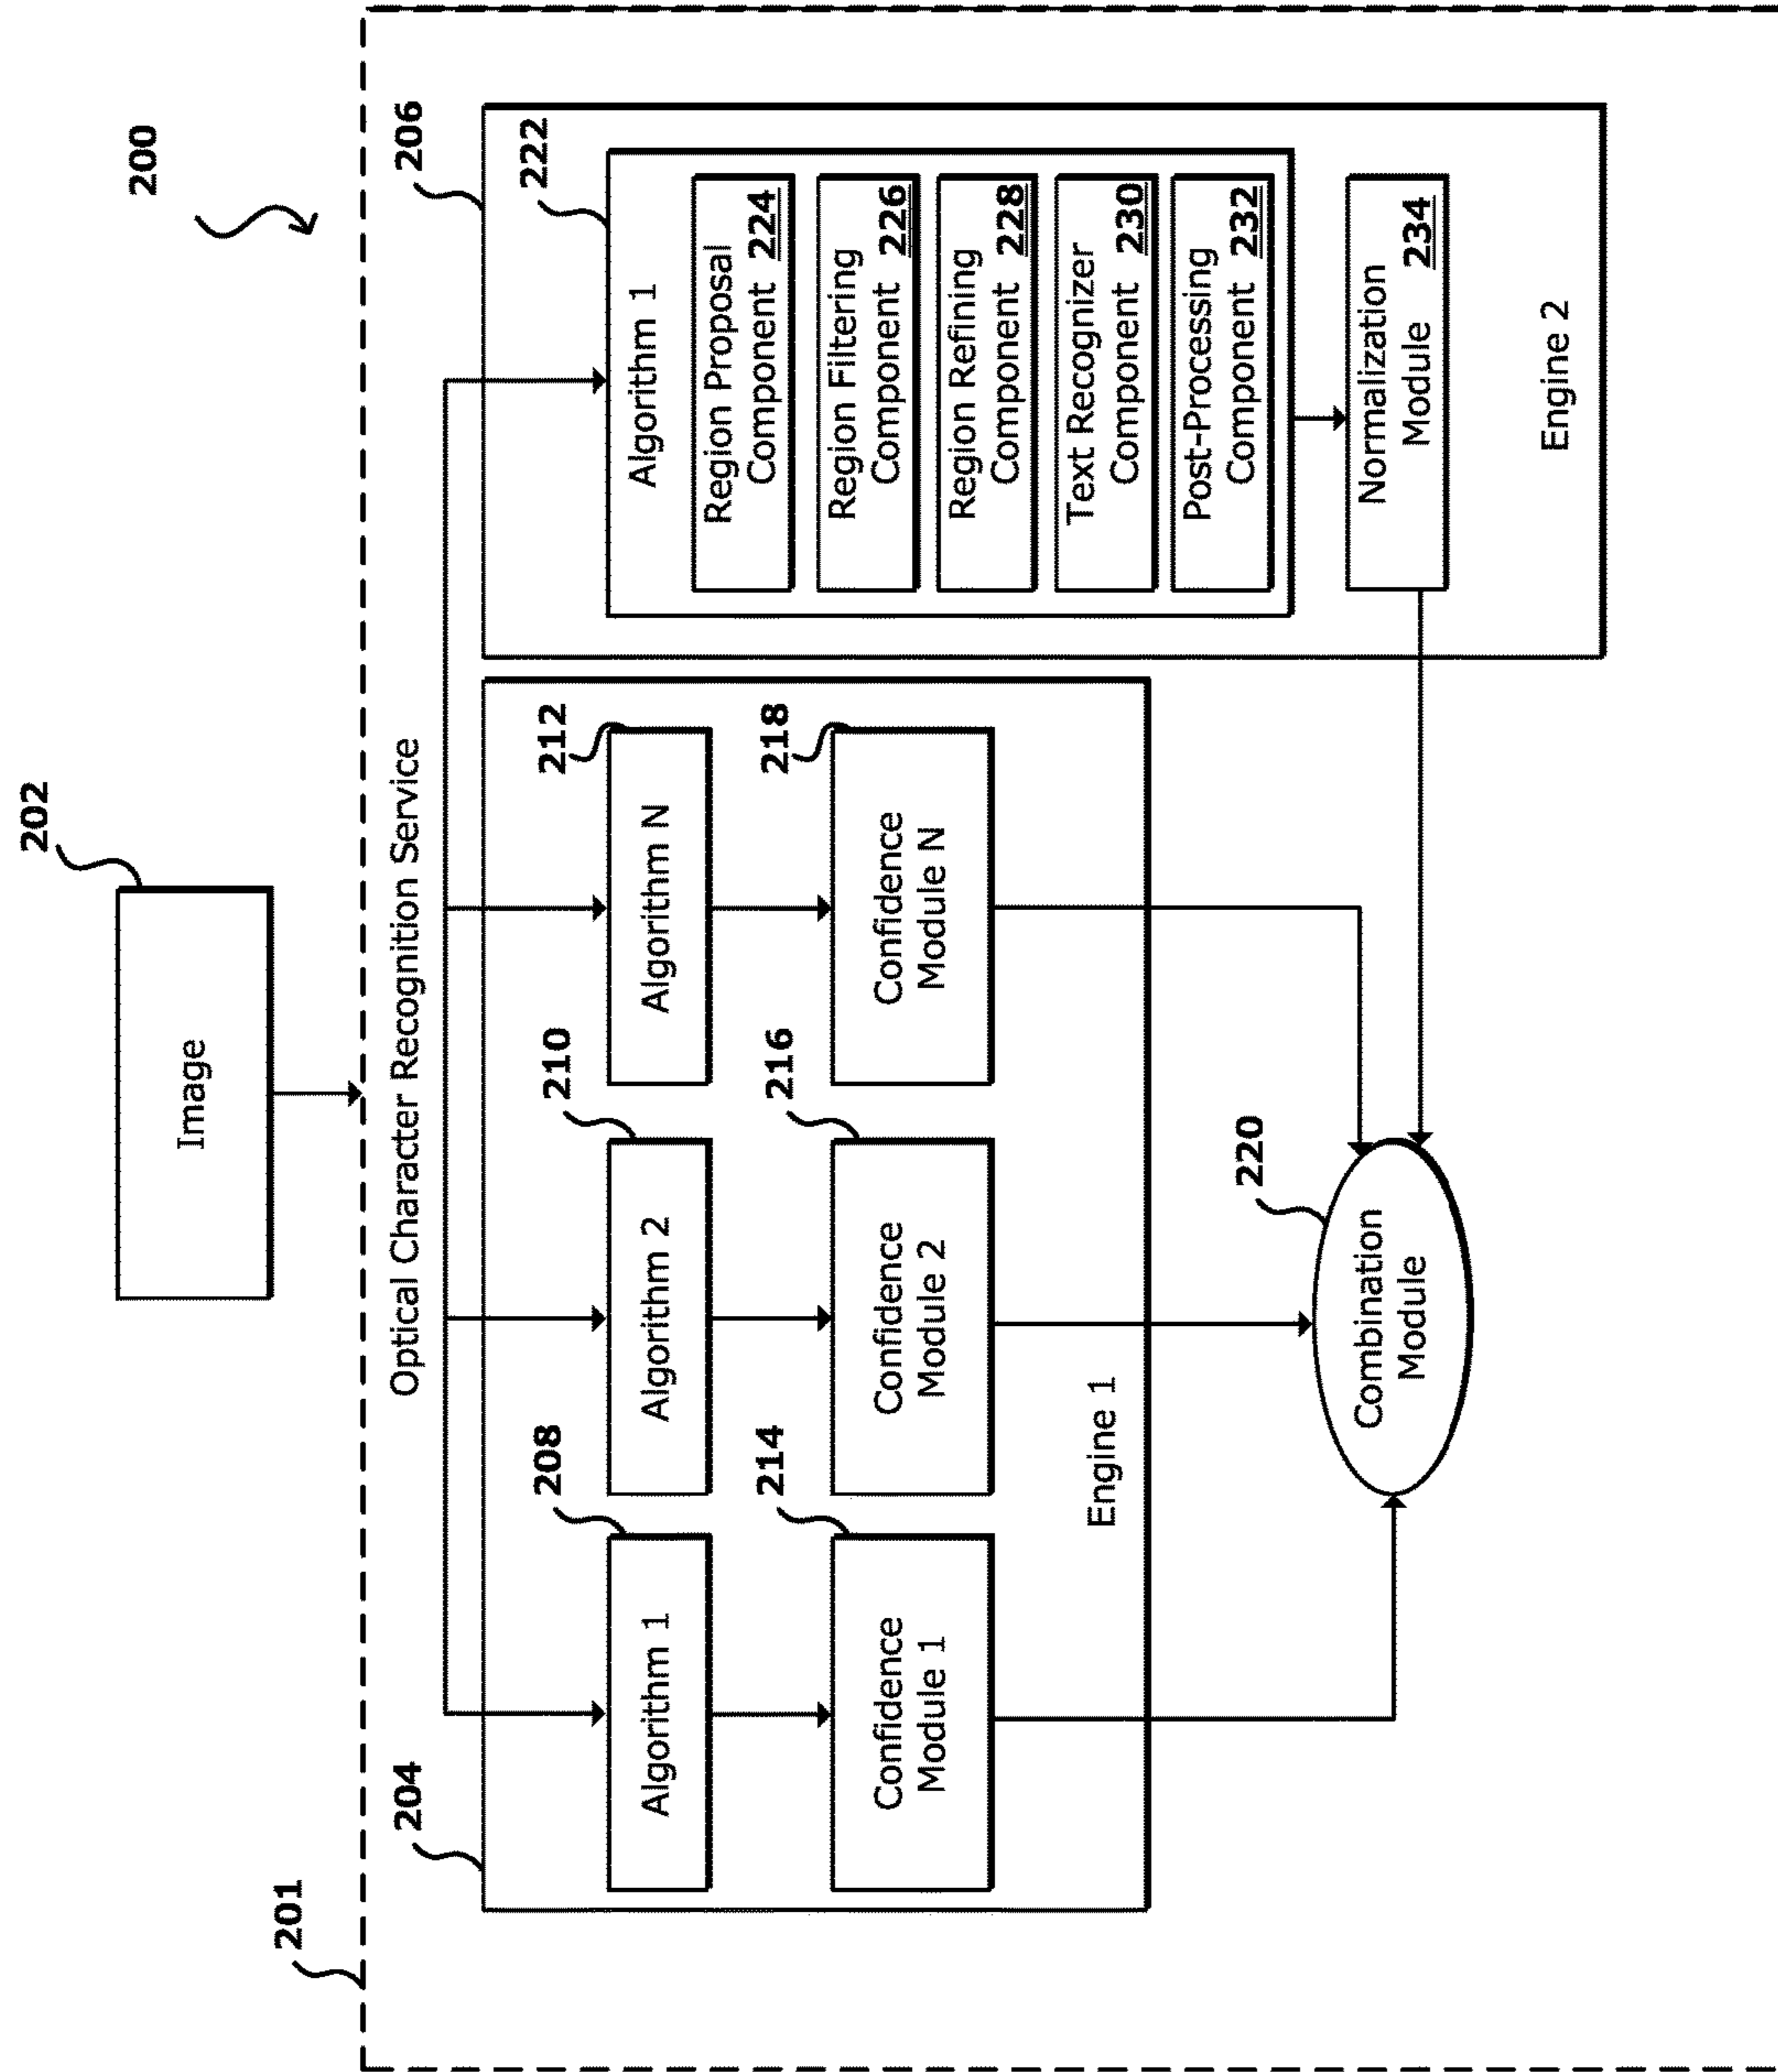 200
202
Image
201
Optical Character Recognition Service
204
206
208
Algorithm 1
210
Algorithm 2
212
Algorithm N
214
Confidence
Module 1
216
Confidence
Module 2
218
Confidence
Module N
Engine 1
222
Algorithm 1
Region Proposal
Component 224
Region Filtering
Component 226
Region Refining
Component 228
Text Recognizer
Component 230
Post-Processing
Component 232
Normalization
Module 234
Engine 2
220
Combination
Module